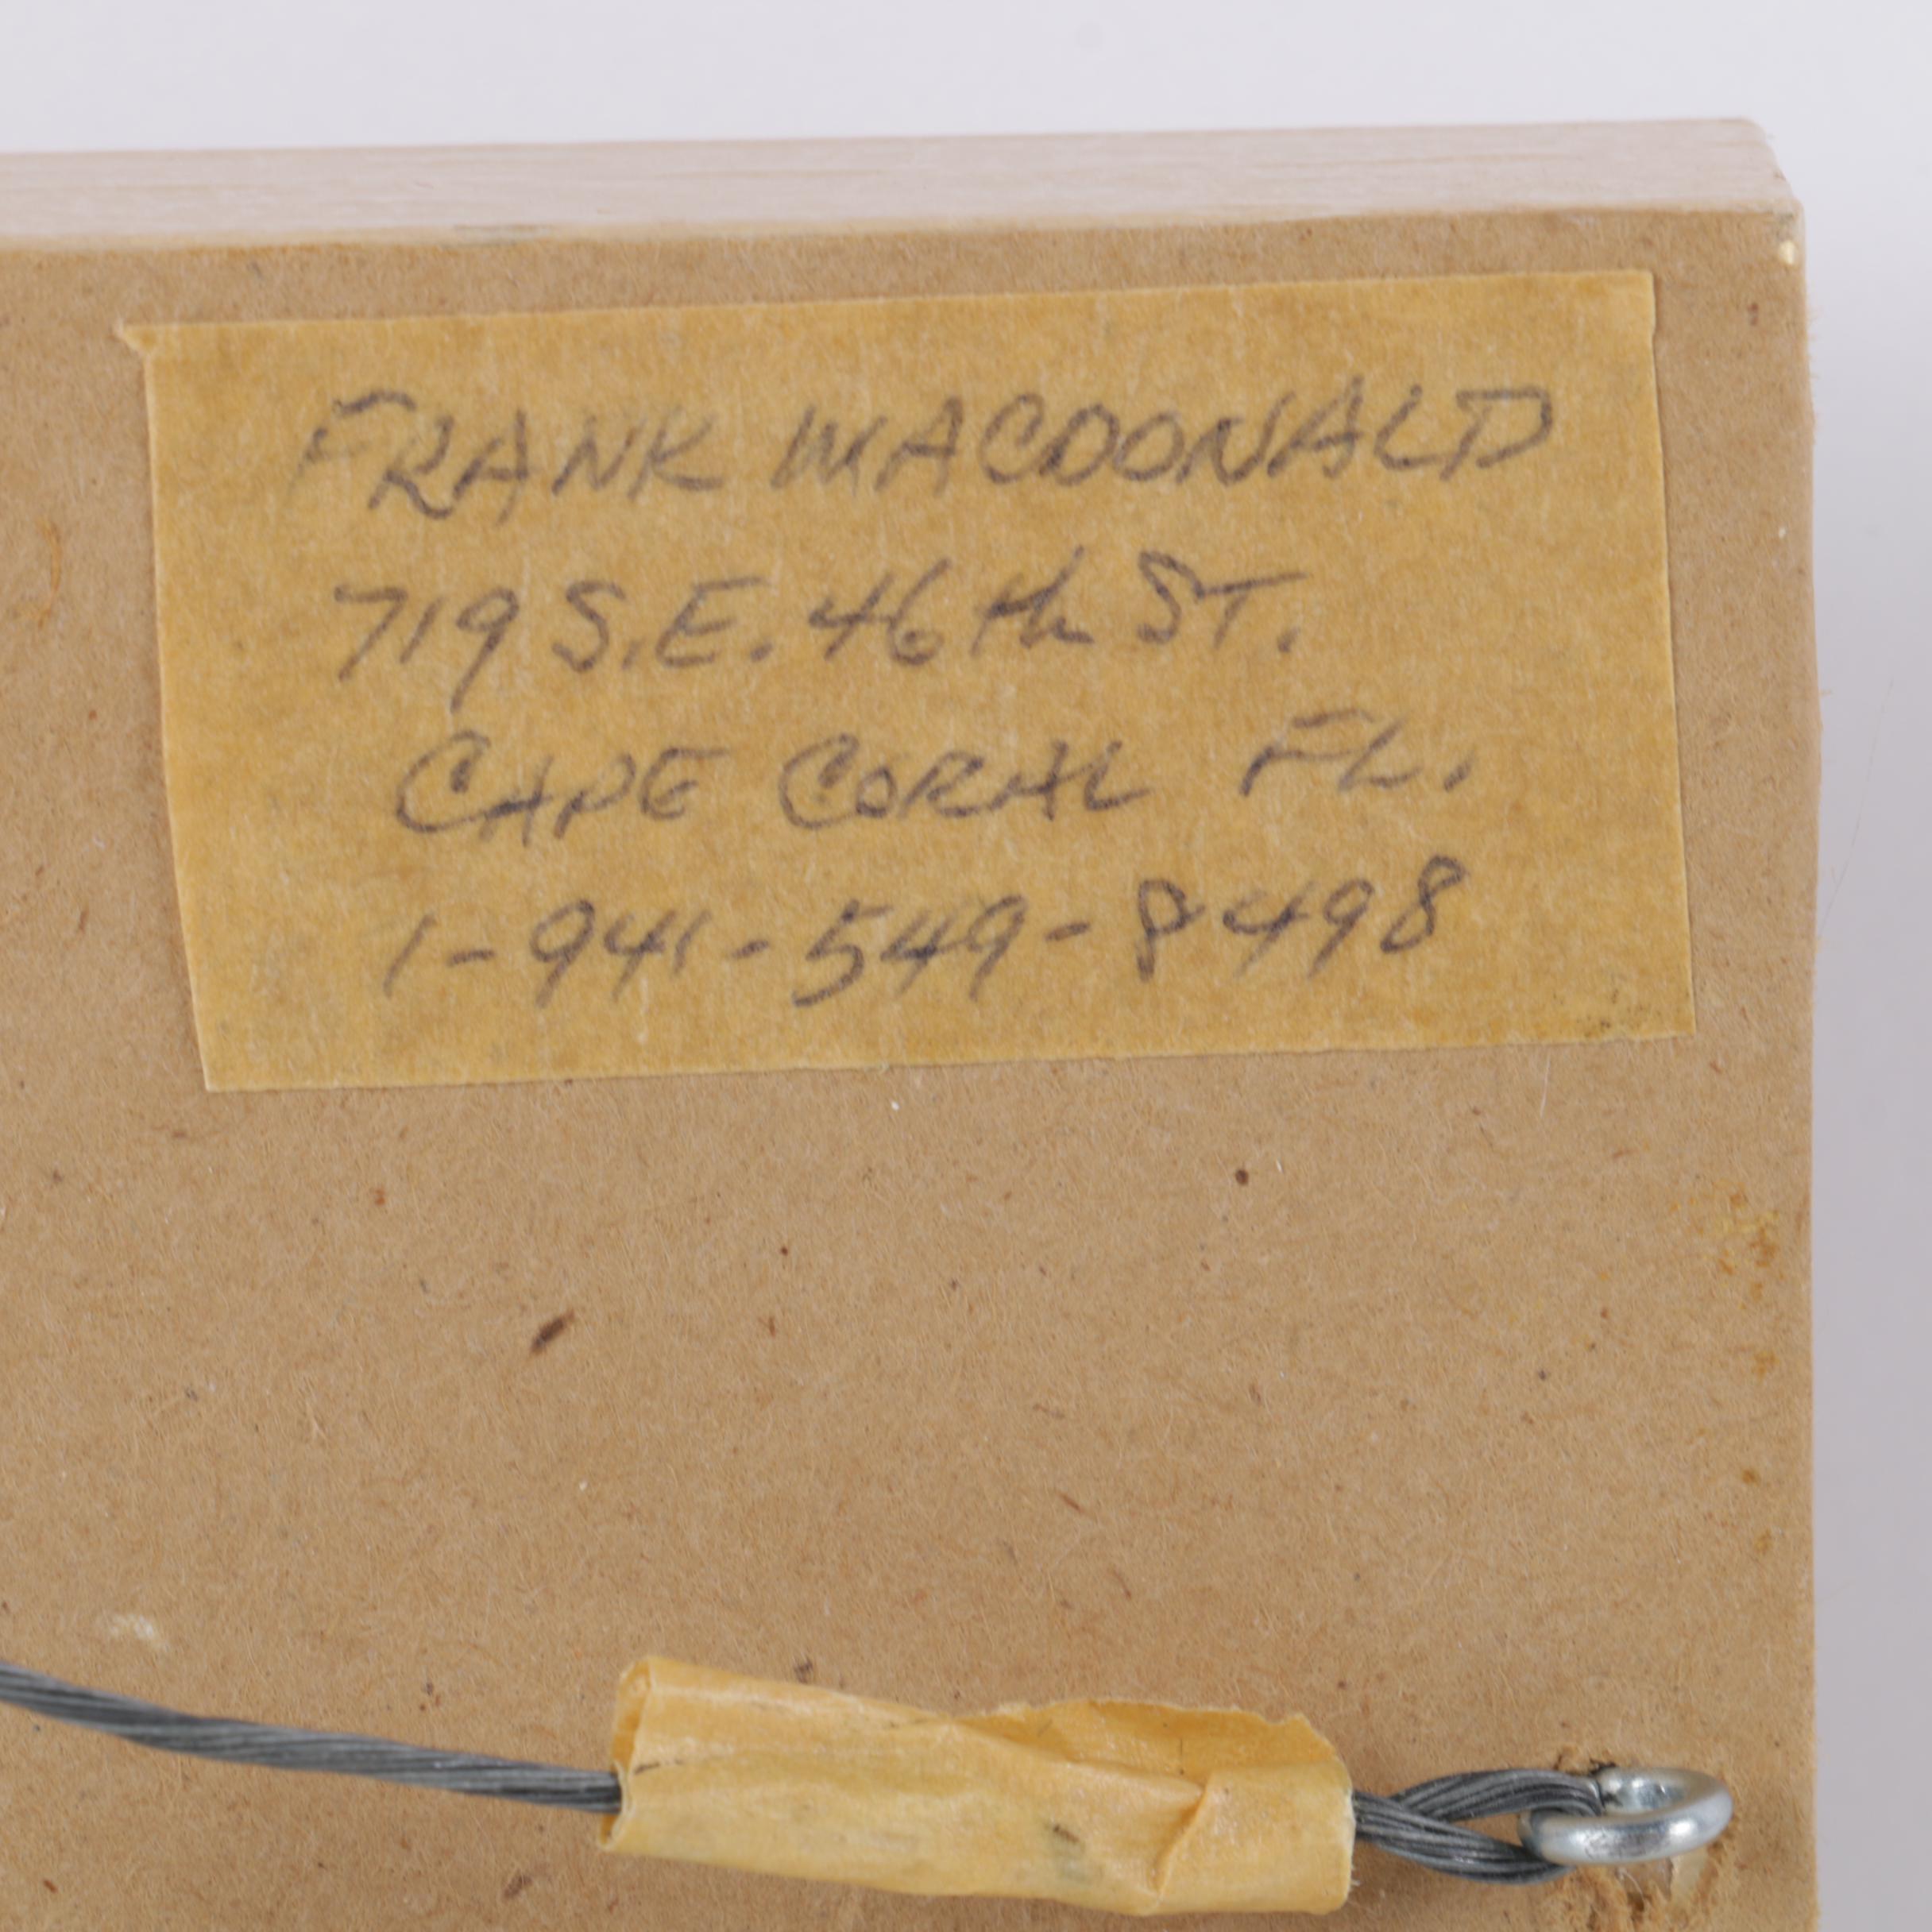 FRANK MACDONALD
719 S.E. 46th ST.
CAPE CORAL FL.
1-941-549-8498